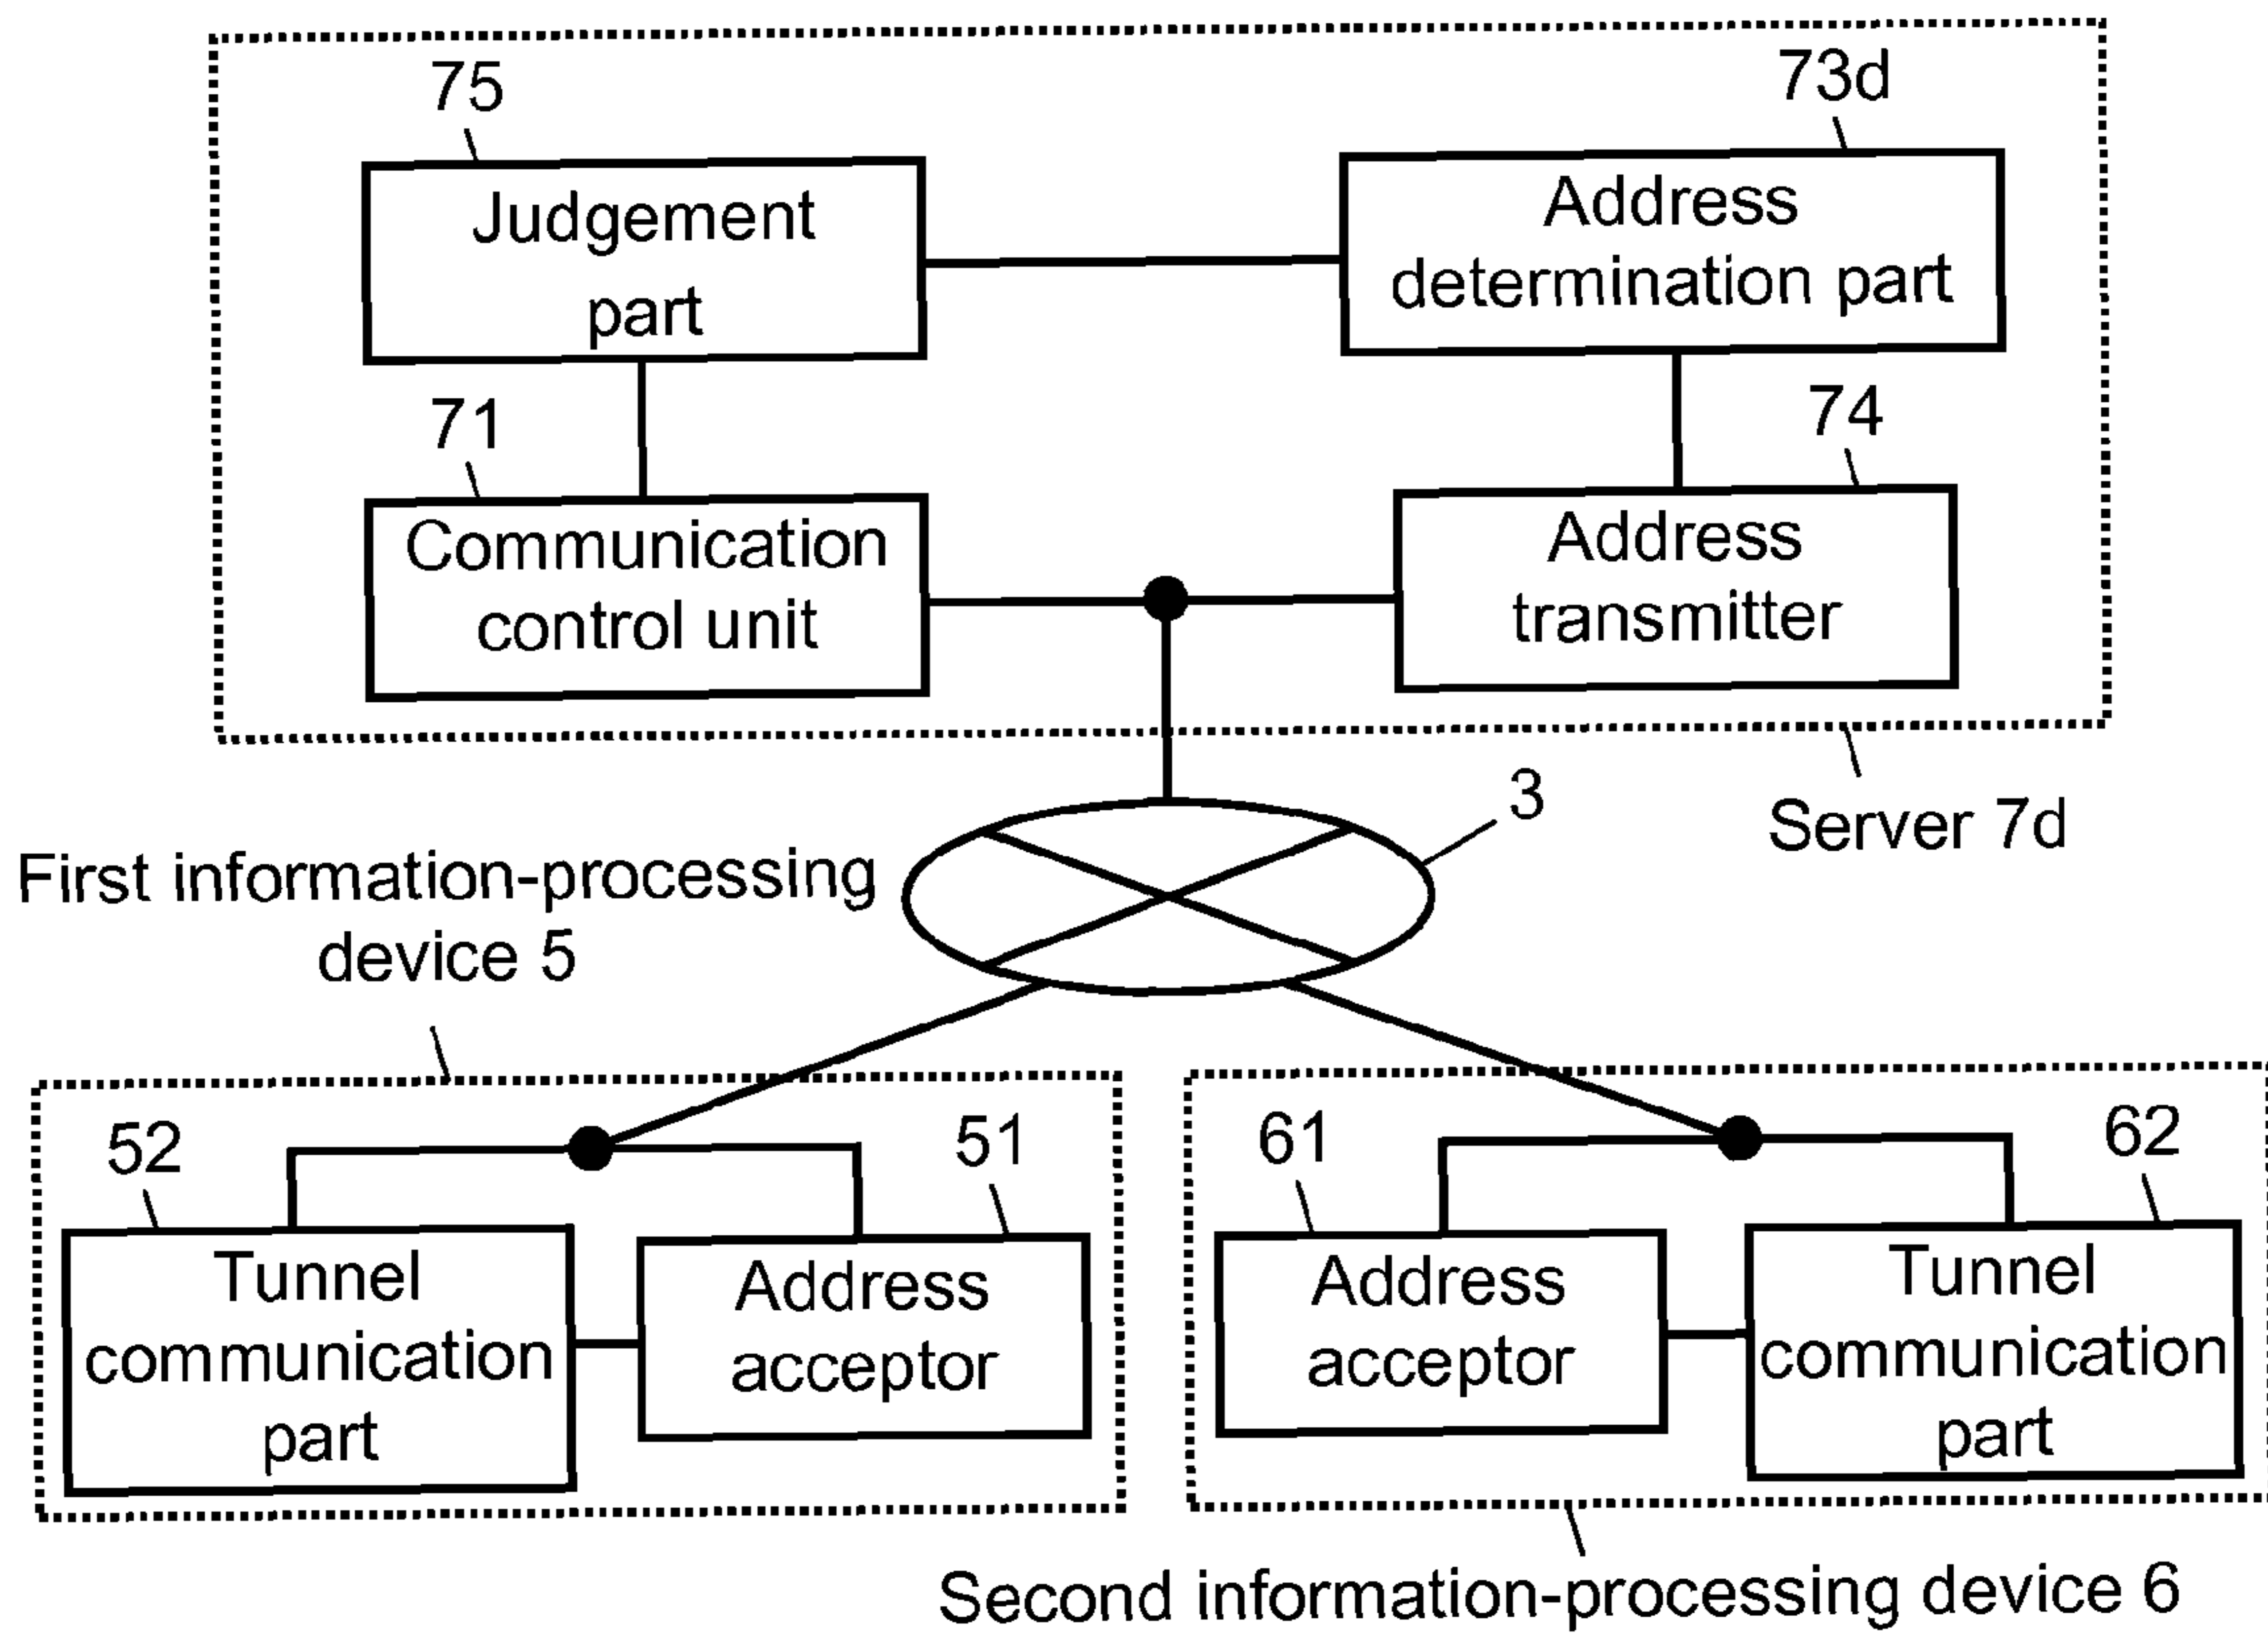 75
73d
Judgement
part
Address
determination part
71
74
Communication
control unit
Address
transmitter
3
Server 7d
First information-processing
device 5
52
51
61
62
Tunnel
communication
part
Address
acceptor
Address
acceptor
Tunnel
communication
part
Second information-processing device 6